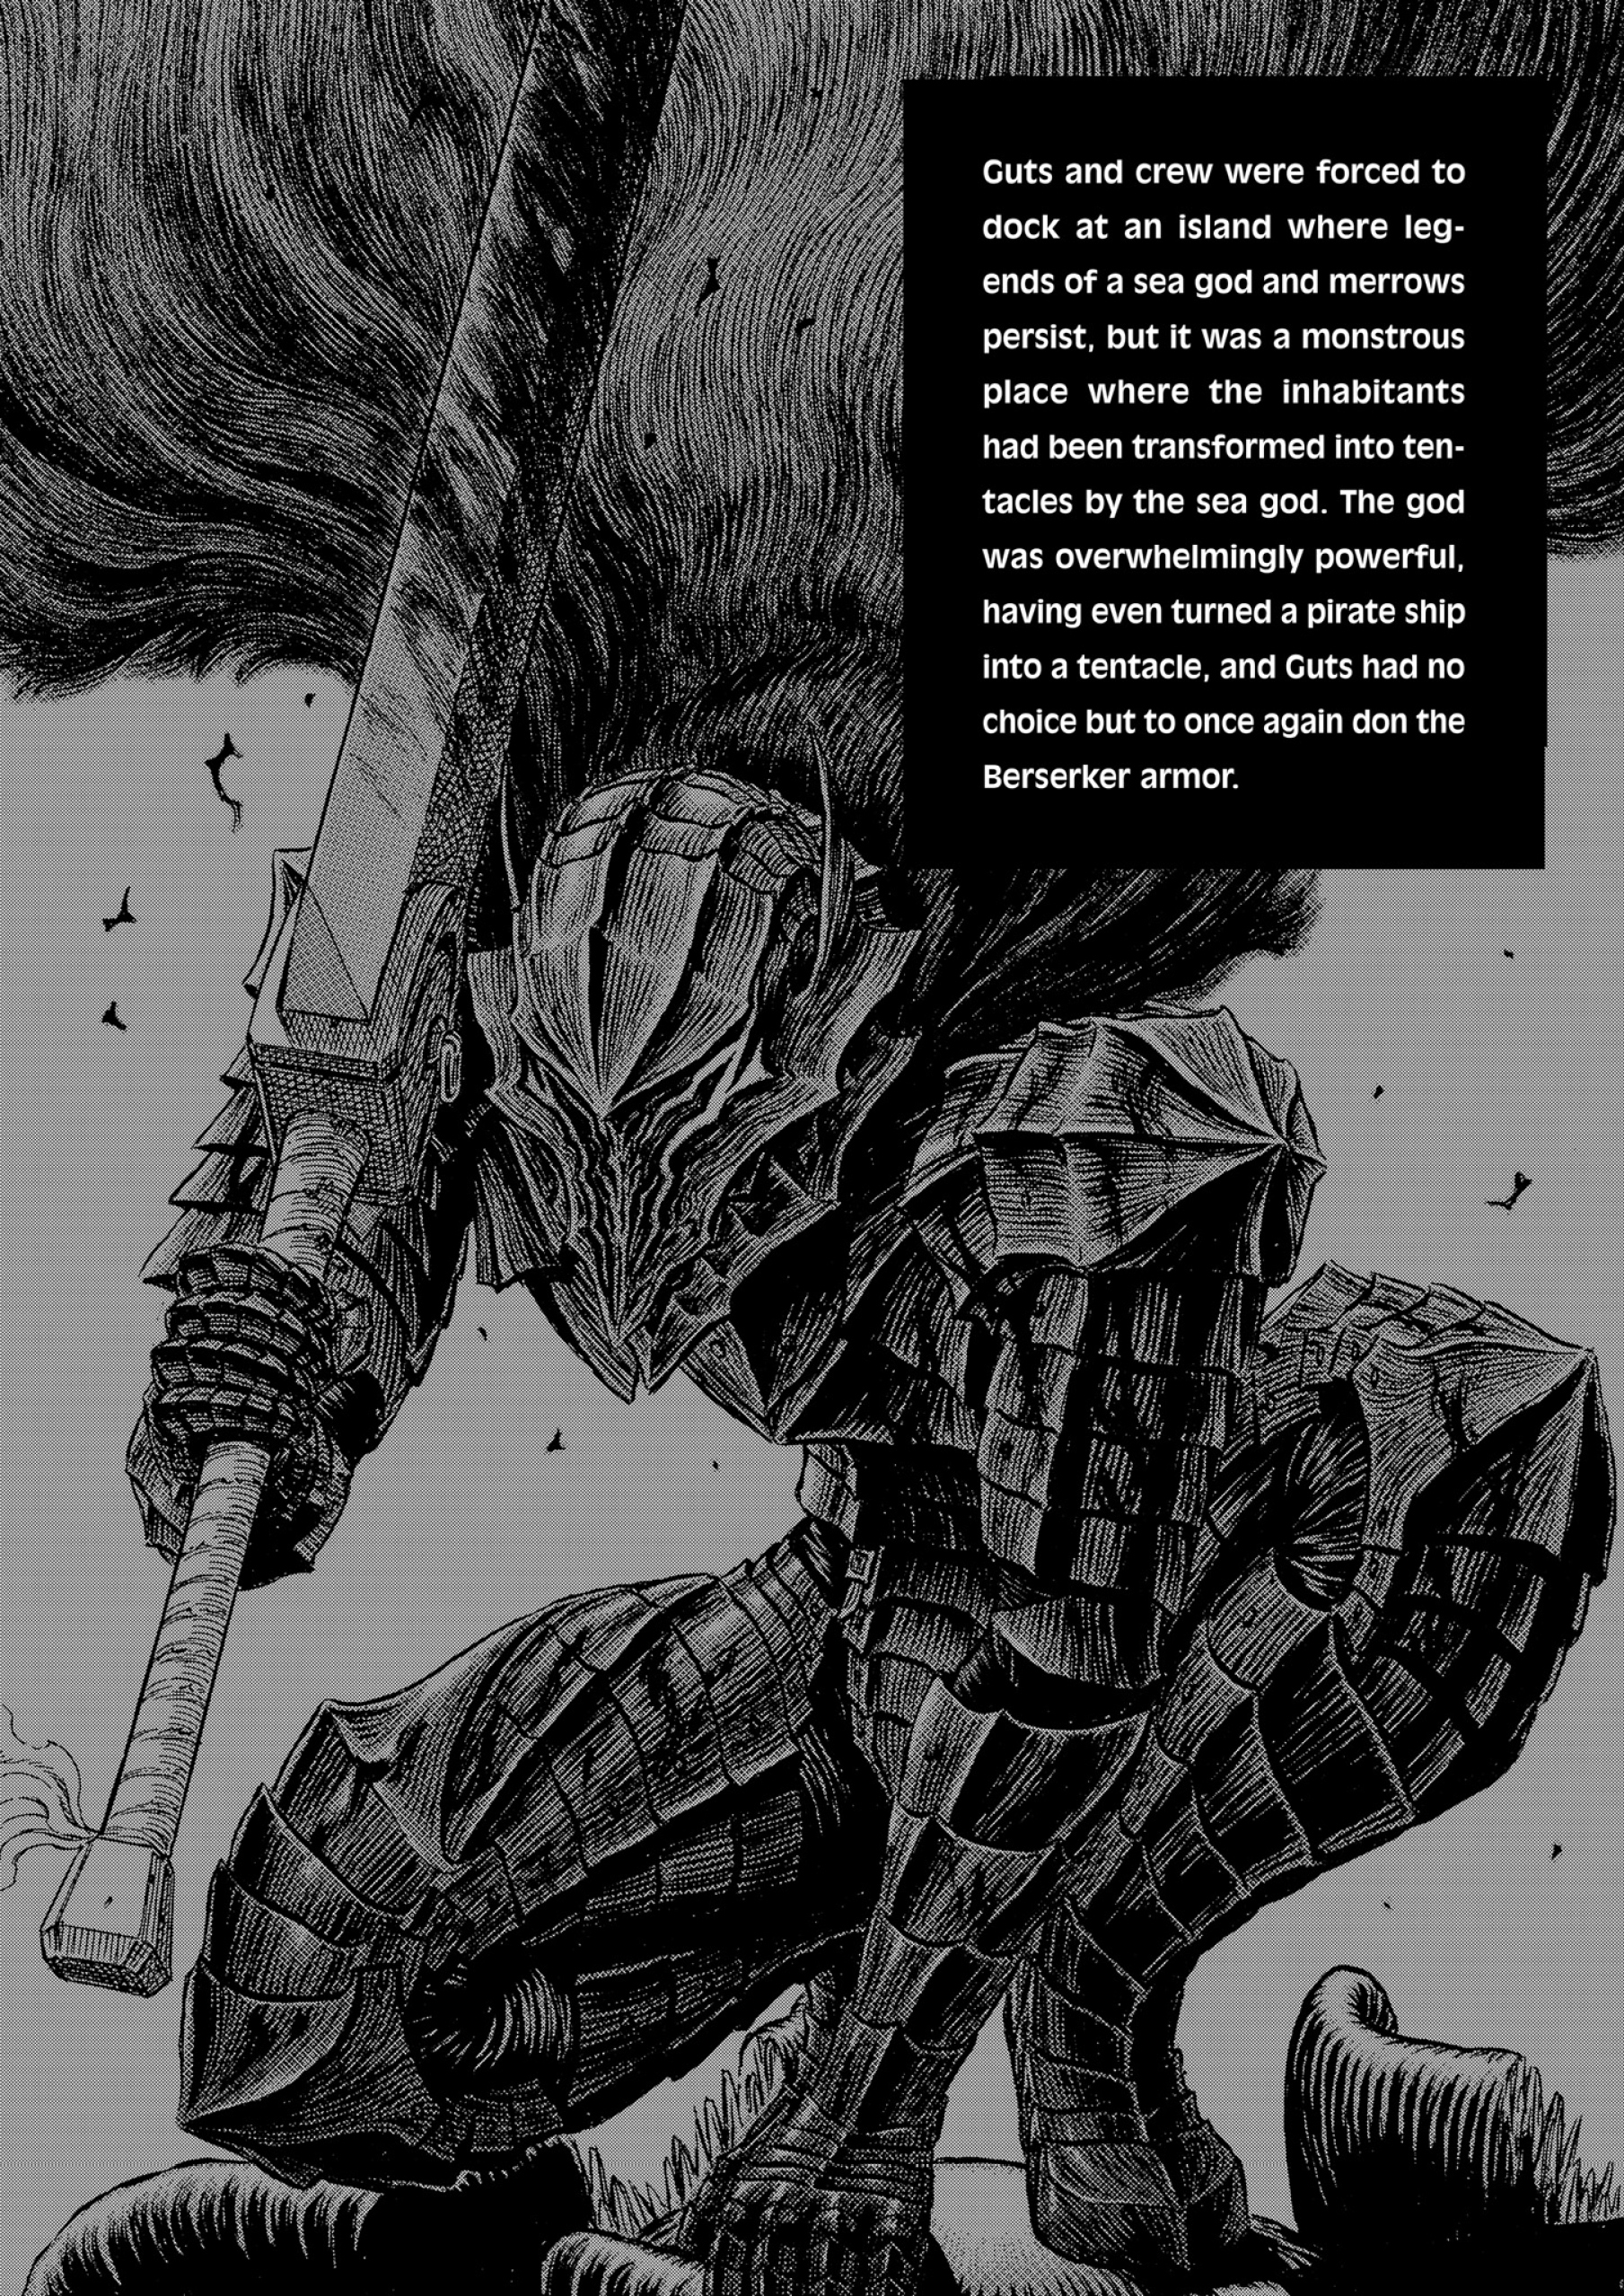 Guts and crew were forced to
dock at an island where leg-
ends of a sea god and merrows
persist, but it was a monstrous
place where the inhabitants
had been transformed into ten-
tacles by the sea god. The god
was overwhelmingly powerful,
having even turned a pirate ship
into a tentacle, and Guts had no
choice but to once again don the
Berserker armor.